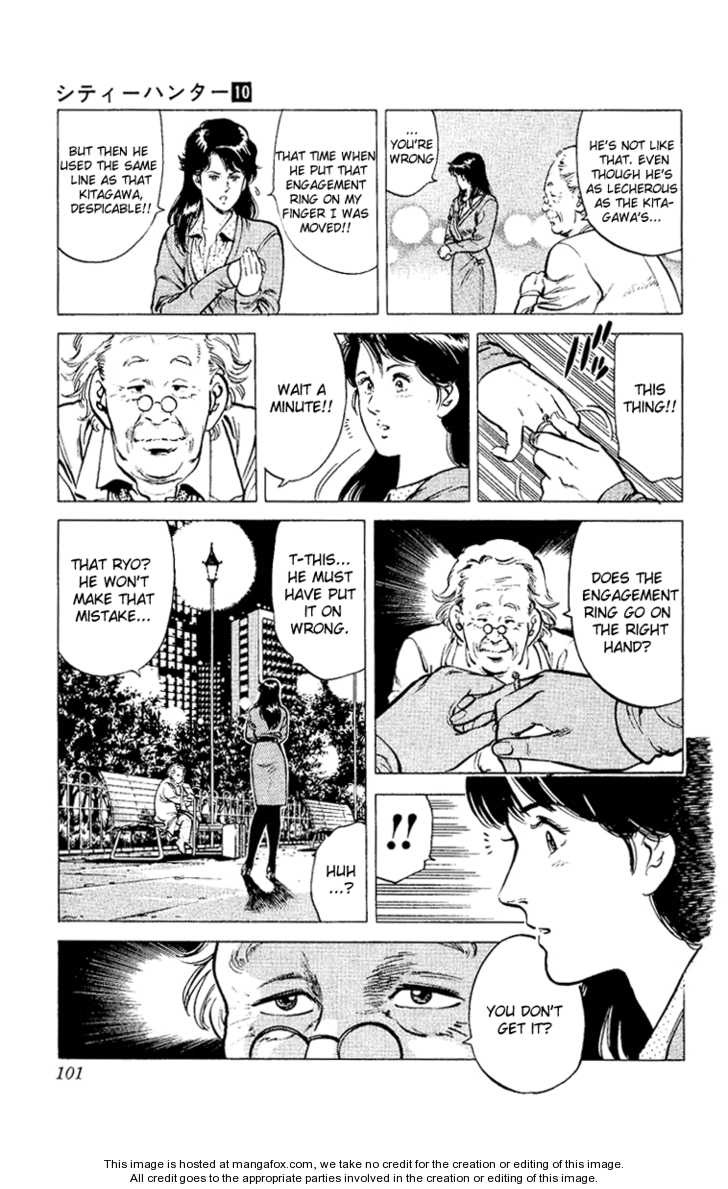 シティーハンター10
HE'S NOT LIKE
THAT. EVEN
THOUGH HE'S
AS LECHEROUS
AS THE KITA-
GAWA'S...
...
YOU'RE
WRONG
THAT TIME WHEN
HE PUT THAT
ENGAGEMENT
RING ON MY
FINGER I WAS
MOVED!!
BUT THEN HE
USED THE SAME
LINE AS THAT
KITAGAWA,
DESPICABLE!!
THIS
THING!!
WAIT A
MINUTE!!
DOES THE
ENGAGEMENT
RING GO ON
THE RIGHT
HAND?
T-THIS...
HE MUST
HAVE PUT
IT ON
WRONG.
THAT RYO?
HE WON'T
MAKE THAT
MISTAKE...
HUH
...?
!!
YOU DON'T
GET IT?
101
This image is hosted at mangafox.com, we take no credit for the creation or editing of this image.
All credit goes to the appropriate parties involved in the creation or editing of this image.